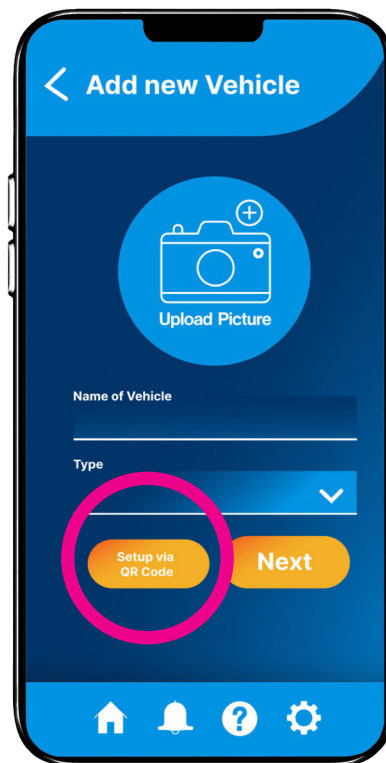 Add new Vehicle
Upload Picture
Name of Vehicle
Type
Setup via
QR Code
Next
?